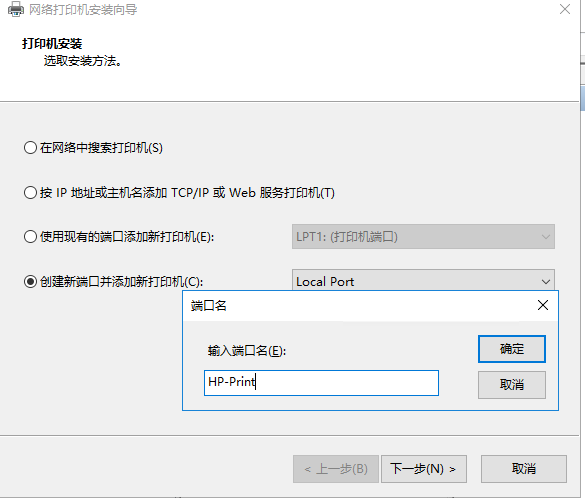 网络打印机安装向导
打印机安装
选取安装方法。
在网络中搜索打印机(S)
按 IP 地址或主机名添加 TCP/IP 或 Web 服务打印机(T)
使用现有的端口添加新打印机(E):
LPT1: (打印机端口)
创建新端口并添加新打印机(C):
Local Port
端口名
输入端口名(E):
确定
HP-Print
取消
< 上一步(B)
下一步(N) >
取消